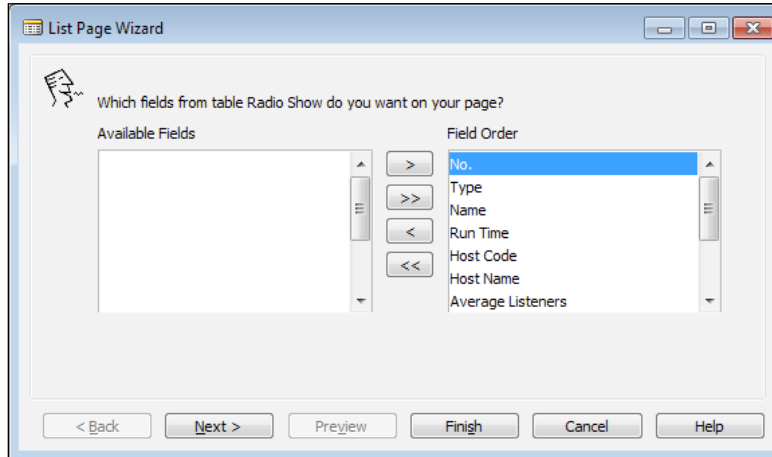 List Page Wizard
Which fields from table Radio Show do you want on your page?
Available Fields
Field Order
>
>>
<
<<
No.
Type
Name
Run Time
Host Code
Host Name
Average Listeners
< Back Next > Preview Finish Cancel Help